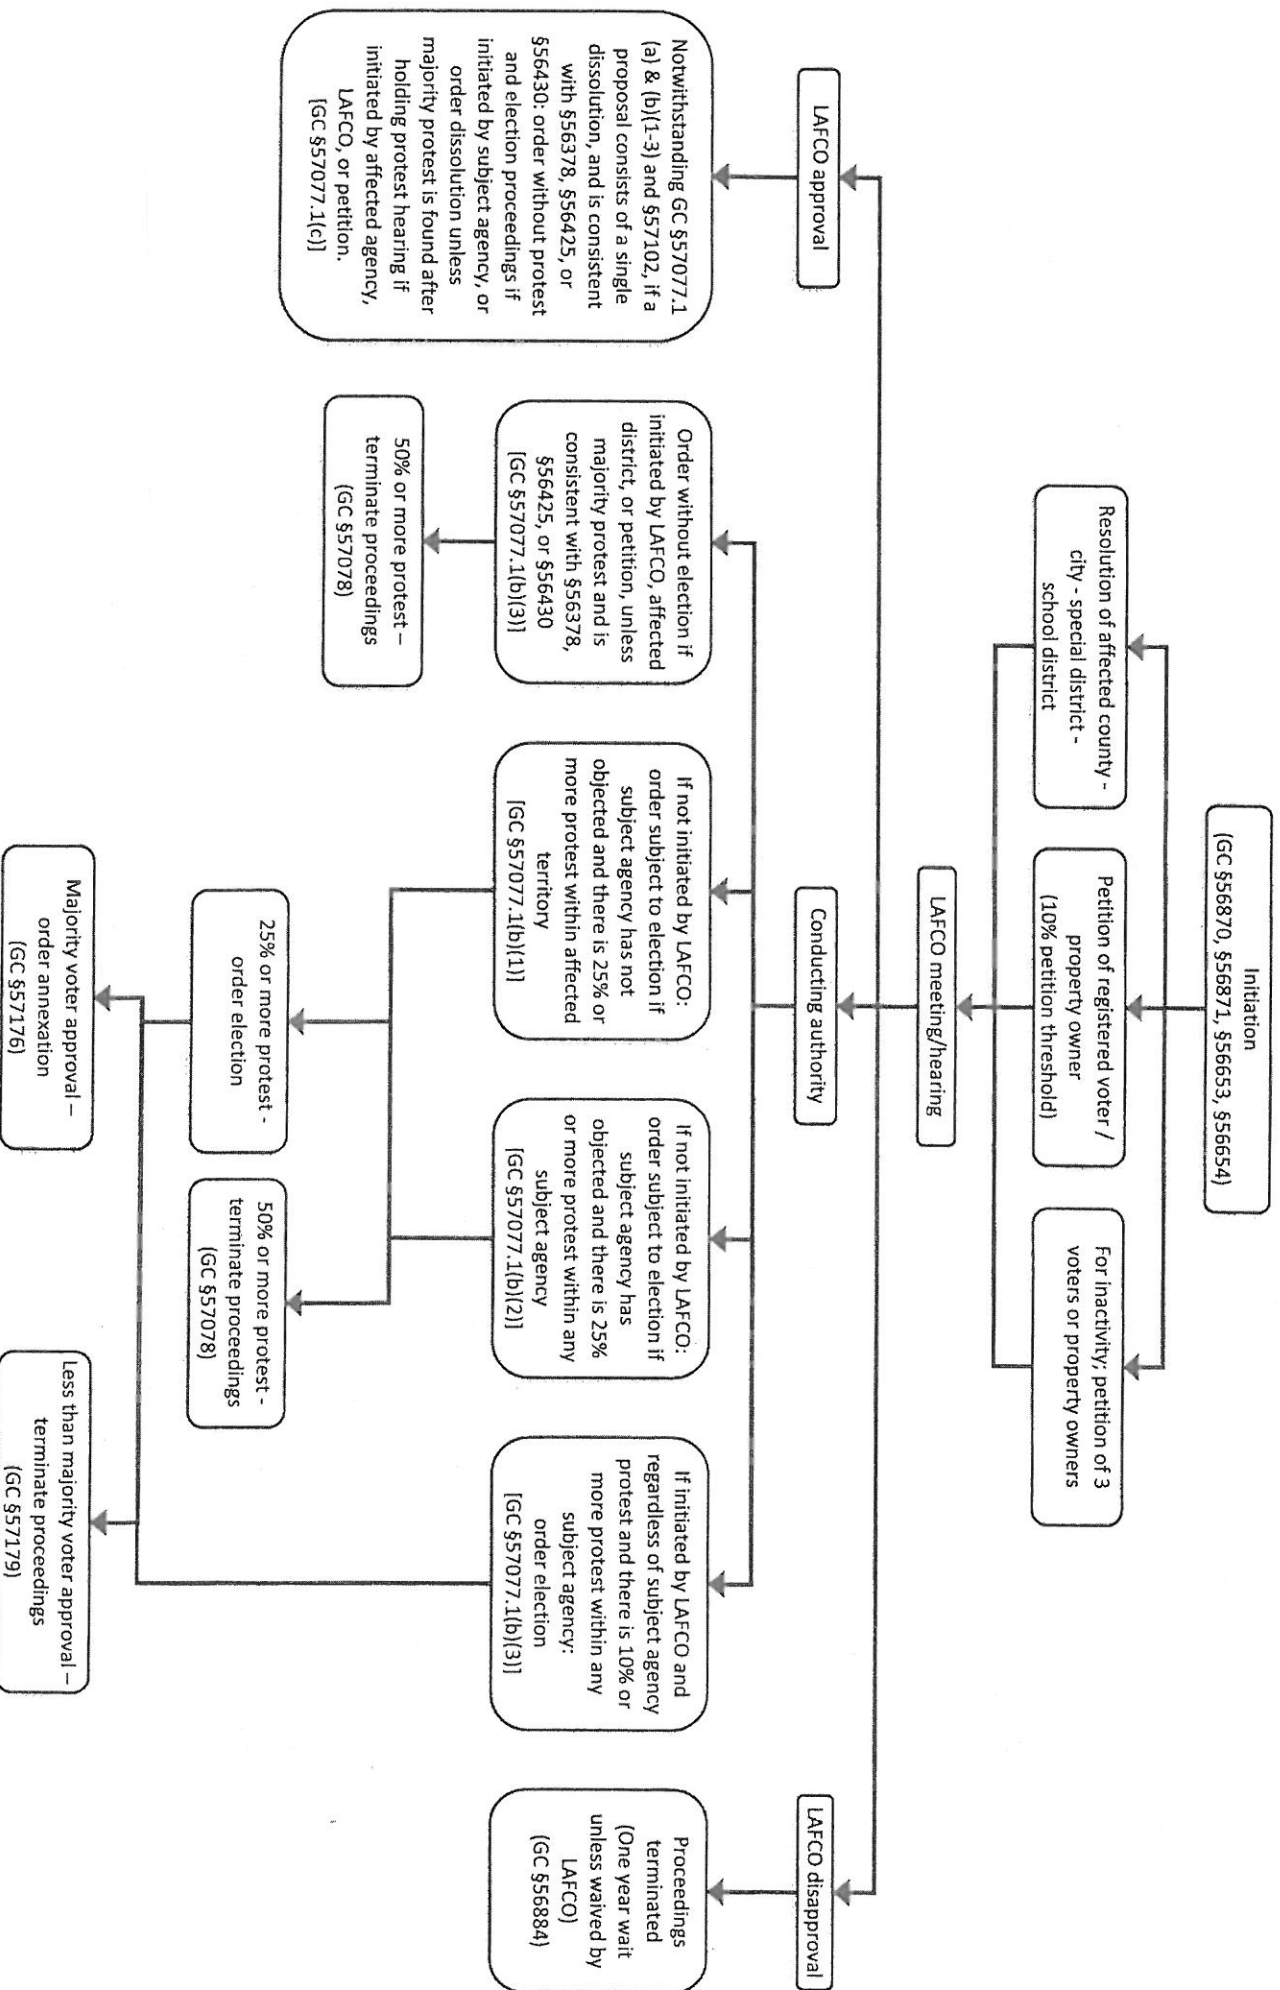 Initiation
(GC §56870, §56871, §56653, §56654)
Resolution of affected county -
city - special district -
school district
Petition of registered voter /
property owner
(10% petition threshold)
For inactivity; petition of 3
voters or property owners
LAFCO meeting/hearing
LAFCO approval
Conducting authority
LAFCO disapproval
Notwithstanding GC §57077.1
(a) & (b)(1-3) and §57102, if a
proposal consists of a single
dissolution, and is consistent
with §56378, §56425, or
§56430: order without protest
and election proceedings if
initiated by subject agency, or
order dissolution unless
majority protest is found after
holding protest hearing if
initiated by affected agency,
LAFCO, or petition.
[GC §57077.1(c)]
Order without election if
initiated by LAFCO, affected
district, or petition, unless
majority protest and is
consistent with §56378,
§56425, or §56430
[GC §57077.1(b)(3)]
If not initiated by LAFCO:
order subject to election if
subject agency has not
objected and there is 25% or
more protest within affected
territory
[GC §57077.1(b)(1)]
If not initiated by LAFCO:
order subject to election if
subject agency has
objected and there is 25%
or more protest within any
subject agency
[GC §57077.1(b)(2)]
If initiated by LAFCO and
regardless of subject agency
protest and there is 10% or
more protest within any
subject agency:
order election
[GC §57077.1(b)(3)]
Proceedings
terminated
(One year wait
unless waived by
LAFCO)
(GC §56884)
50% or more protest –
terminate proceedings
(GC §57078)
25% or more protest -
order election
50% or more protest -
terminate proceedings
(GC §57078)
Majority voter approval –
order annexation
(GC §57176)
Less than majority voter approval –
terminate proceedings
(GC §57179)